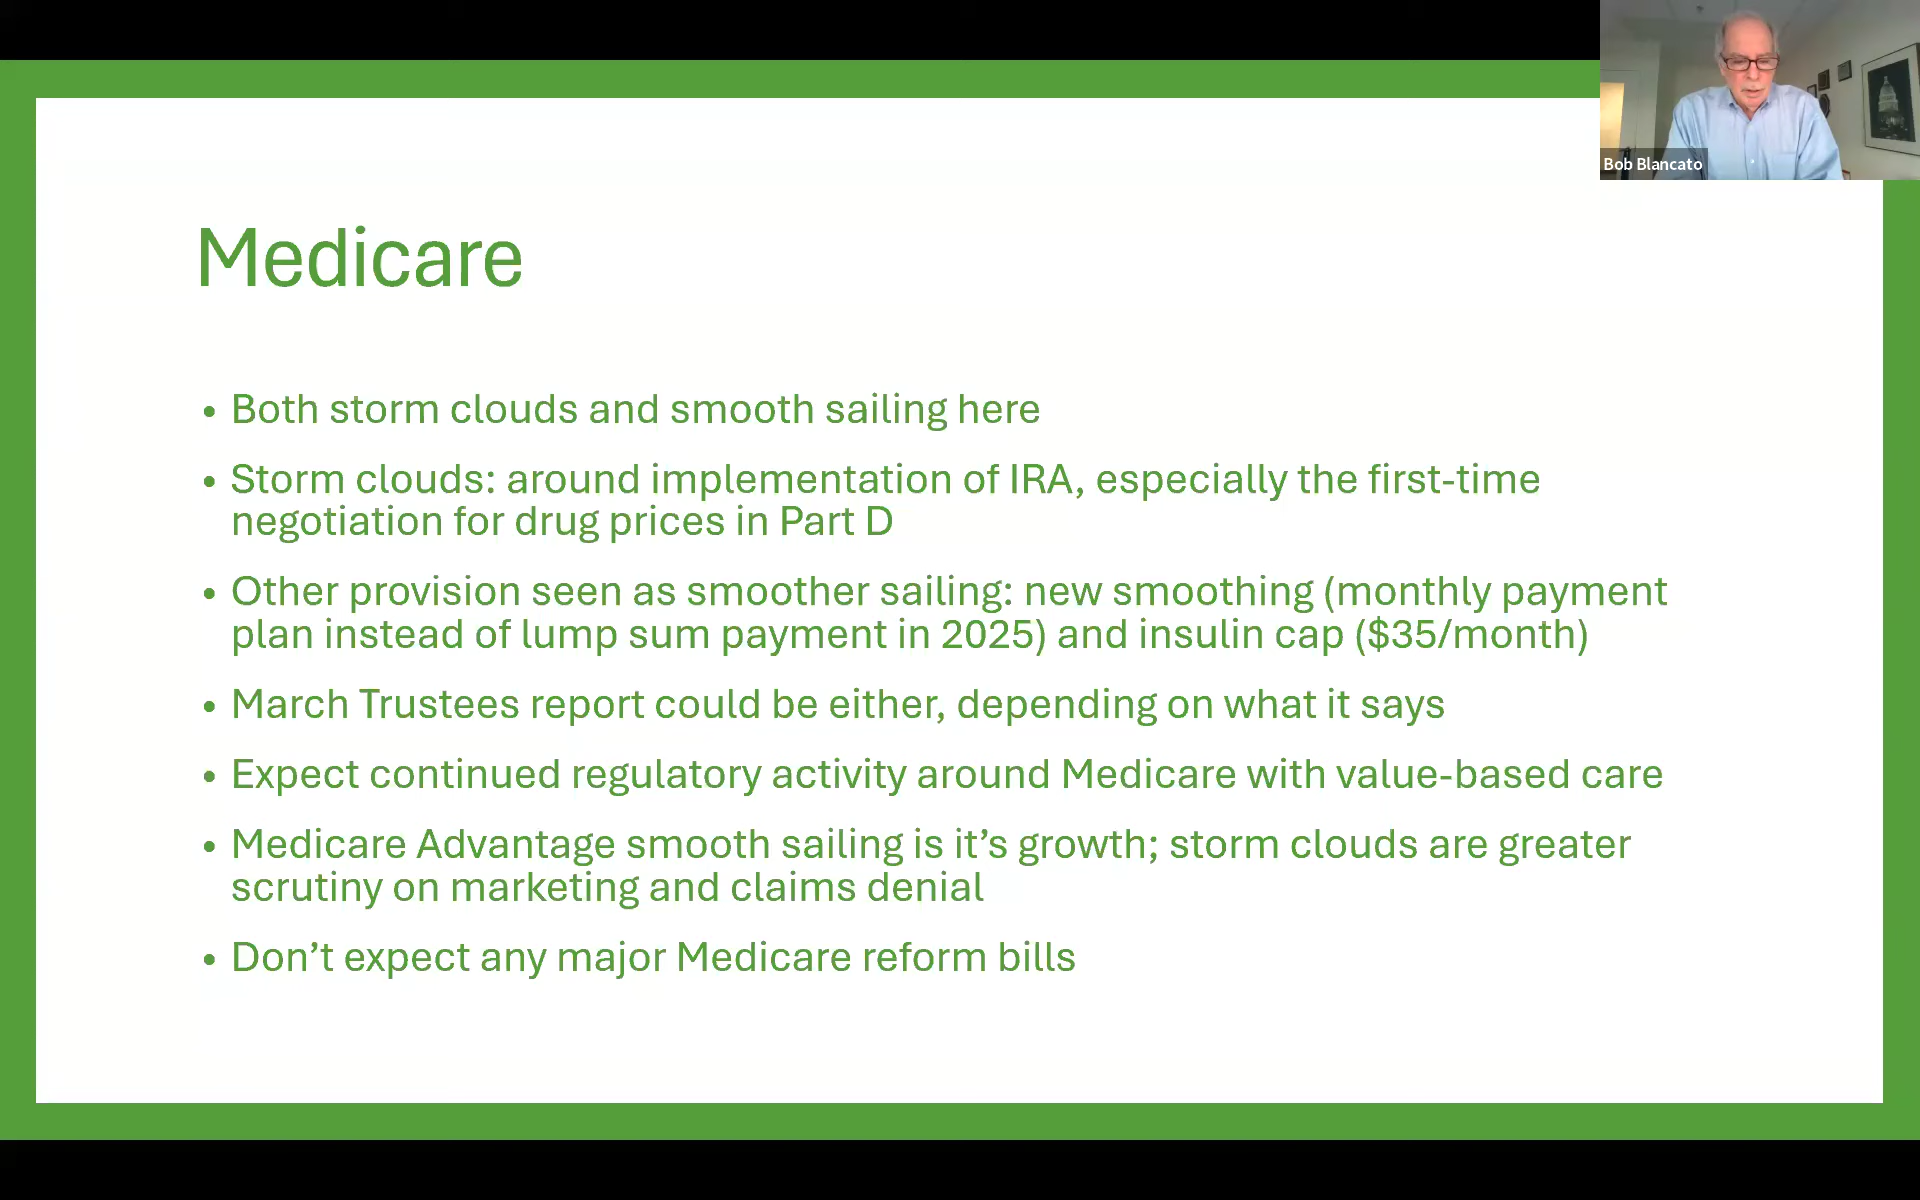 Bob Blancato
Medicare
• Both storm clouds and smooth sailing here
• Storm clouds: around implementation of IRA, especially the first-time
negotiation for drug prices in Part D
• Other provision seen as smoother sailing: new smoothing (monthly payment
plan instead of lump sum payment in 2025) and insulin cap ($35/month)
• March Trustees report could be either, depending on what it says
• Expect continued regulatory activity around Medicare with value-based care
• Medicare Advantage smooth sailing is it’s growth; storm clouds are greater
scrutiny on marketing and claims denial
• Don’t expect any major Medicare reform bills